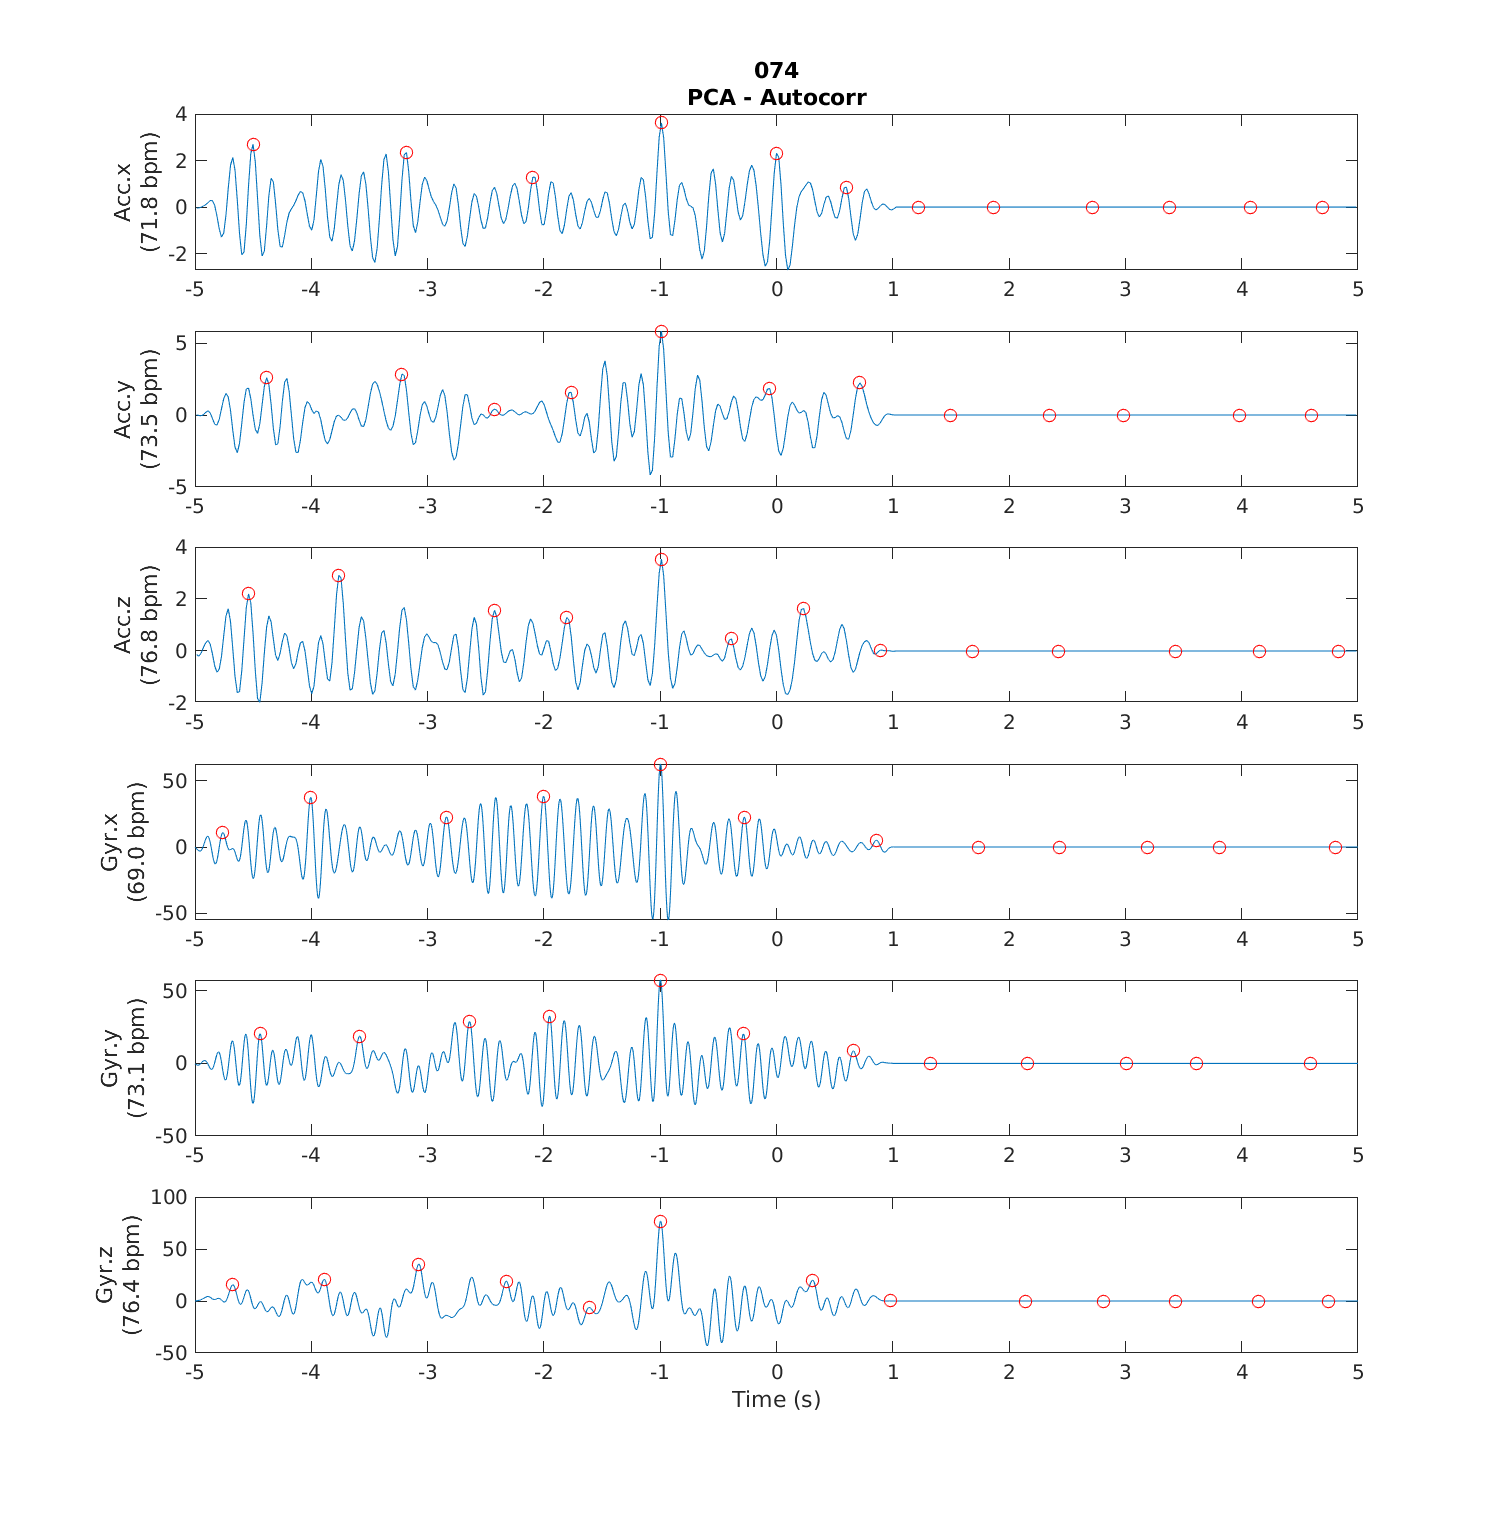 074
PCA - Autocorr
Acc.x
(71.8 bpm)
4
2
0
-2
-5 -4 -3 -2 -1 0 1 2 3 4 5
Acc.y
(73.5 bpm)
5
0
-5
-5 -4 -3 -2 -1 0 1 2 3 4 5
Acc.z
(76.8 bpm)
4
2
0
-2
-5 -4 -3 -2 -1 0 1 2 3 4 5
Gyr.x
(69.0 bpm)
50
0
-50
-5 -4 -3 -2 -1 0 1 2 3 4 5
Gyr.y
(73.1 bpm)
50
0
-50
-5 -4 -3 -2 -1 0 1 2 3 4 5
Gyr.z
(76.4 bpm)
100
50
0
-50
-5 -4 -3 -2 -1 0 1 2 3 4 5
Time (s)